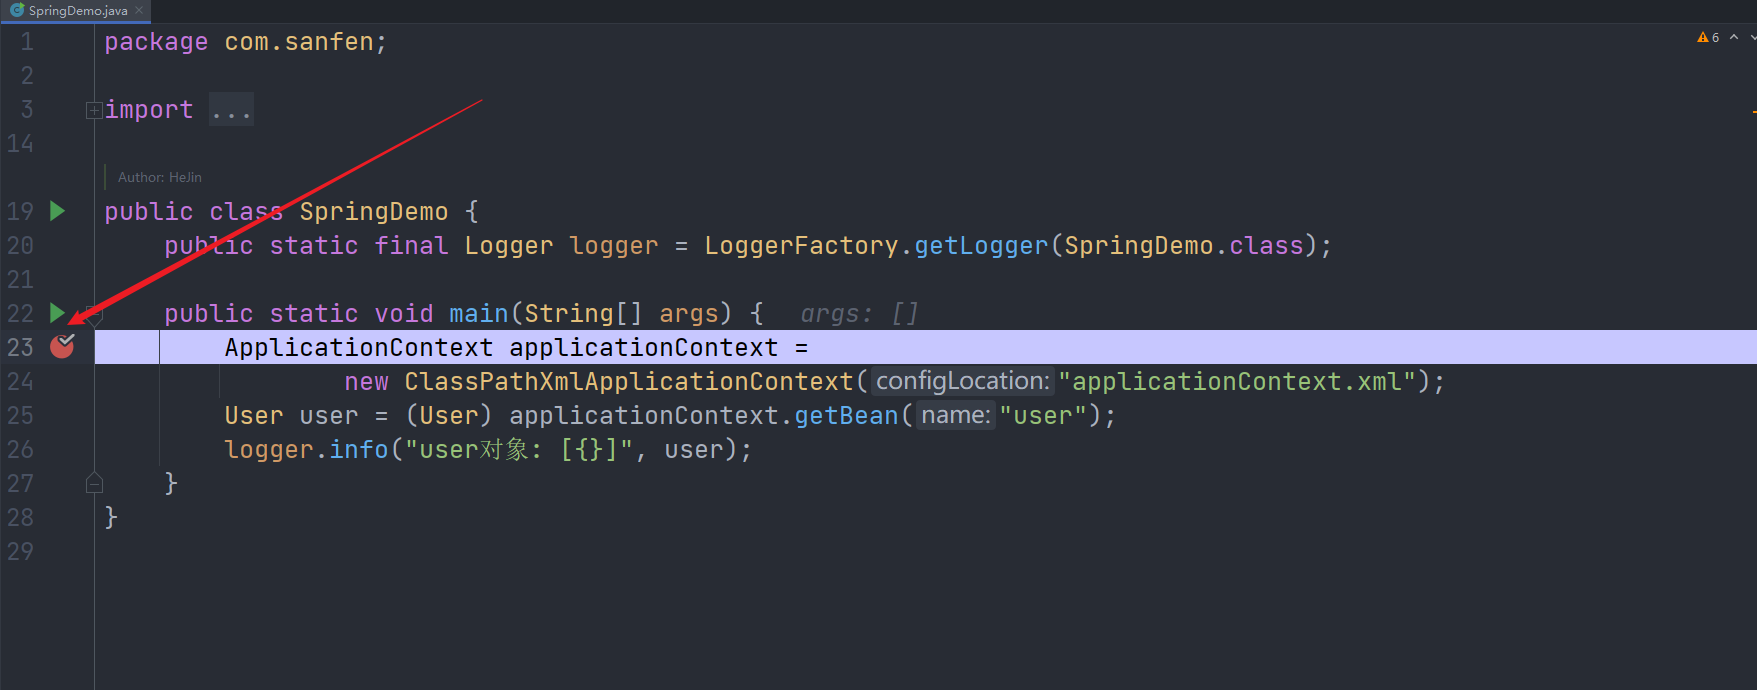 SpringDemo.java
6
1 package com.sanfen;
2
3 import ...
14
Author: HeJin
19 public class SpringDemo {
20 public static final Logger logger = LoggerFactory.getLogger(SpringDemo.class);
21
22 public static void main(String[] args) { args: []
23 ApplicationContext applicationContext =
24 new ClassPathXmlApplicationContext( configLocation: "applicationContext.xml");
25 User user = (User) applicationContext.getBean( name: "user");
26 logger.info("user对象: [{}]", user);
27 }
28 }
29